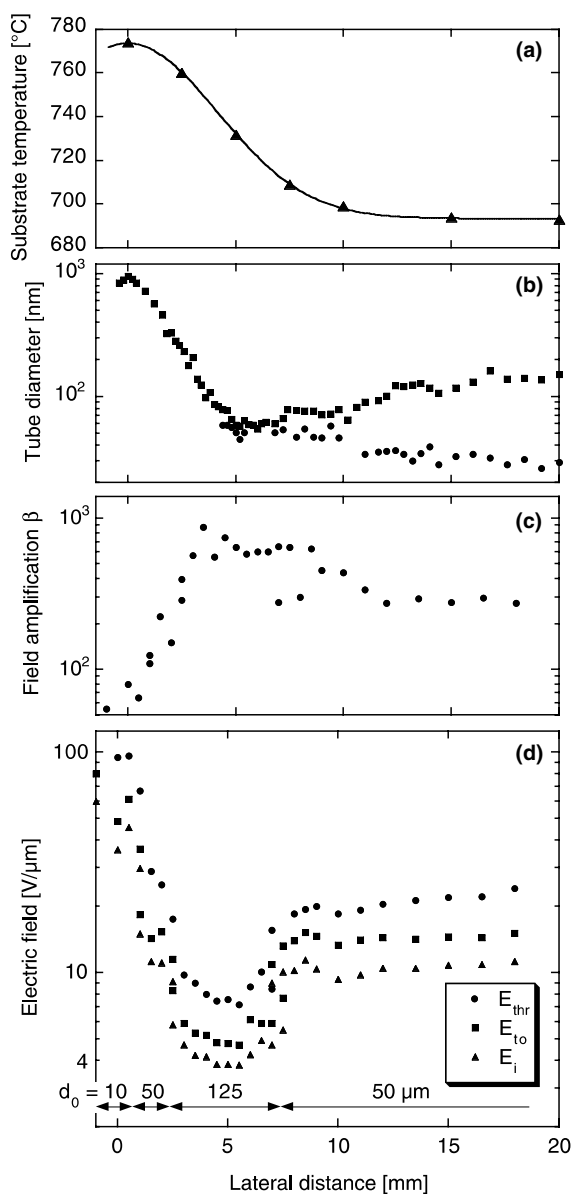 (a)
Substrate temperature [°C]
780
760
740
720
700
680
(b)
Tube diameter [nm]
10³
10²
(c)
Field amplification β
10³
10²
(d)
Electric field [V/µm]
100
10
4
E_thr
E_to
E_i
d₀ = 10 50 125 50 µm
0 5 10 15 20
Lateral distance [mm]